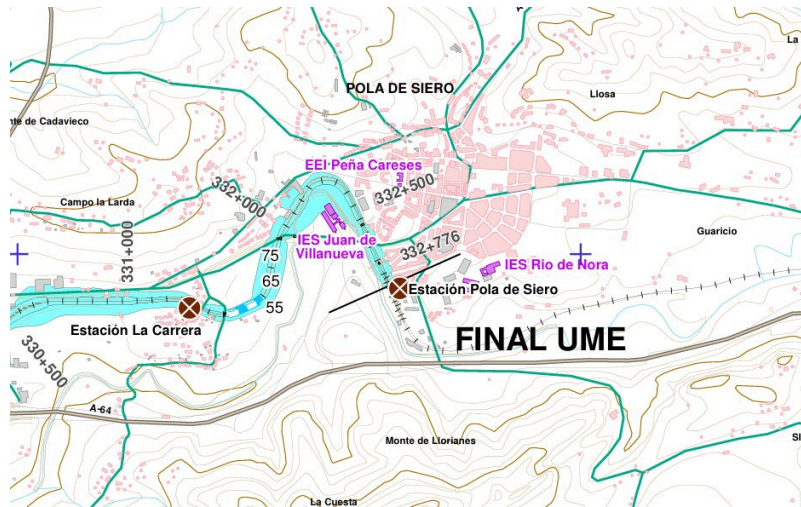 La
POLA DE SIERO
Llosa
nte de Cadavieco
EEI Peña Careses
332+500
332+000
Campo la Larda
Guaricio
IES Juan de
Villanueva
332+776
331+000
75
65
55
IES Rio de Nora
Estación Pola de Siero
Estación La Carrera
FINAL UME
330+500
A-64
Monte de Llorianes
La Cuesta